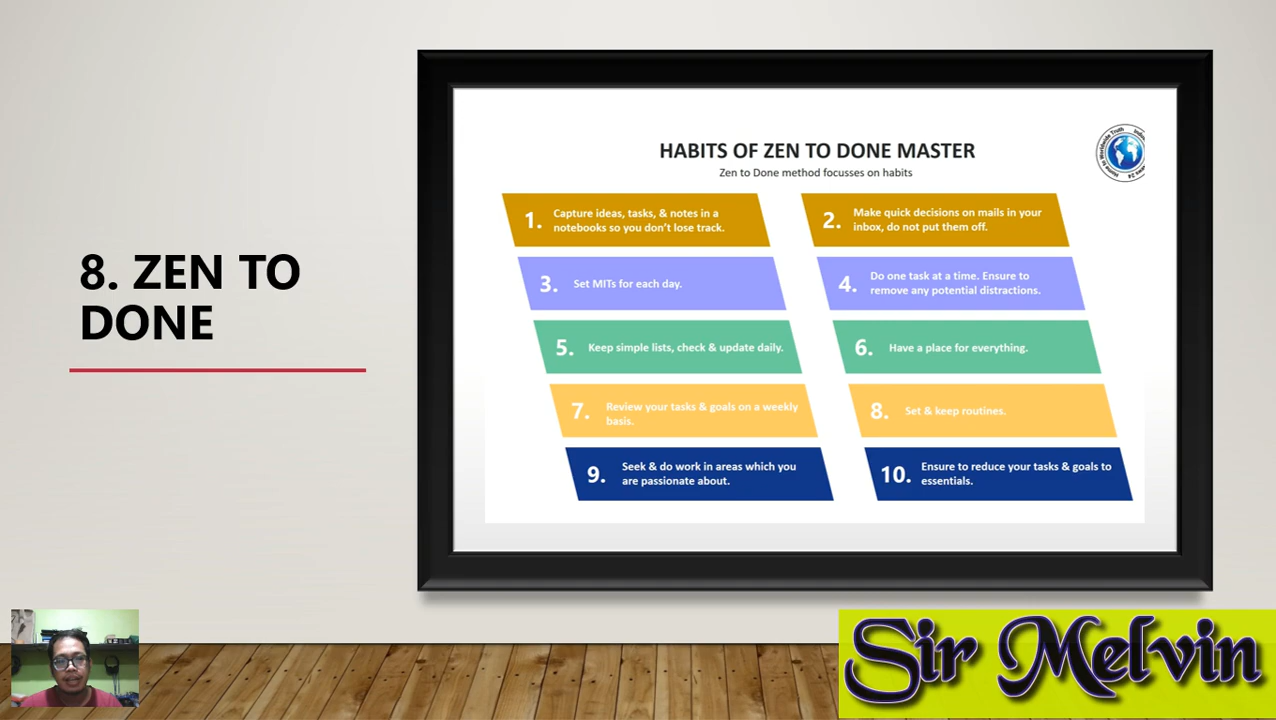 8. ZEN TO
DONE
HABITS OF ZEN TO DONE MASTER
Zen to Done method focusses on habits
1. Capture ideas, tasks, & notes in a
notebooks so you don't lose track.
2. Make quick decisions on mails in your
inbox, do not put them off.
3. Set MITs for each day.
4. Do one task at a time. Ensure to
remove any potential distractions.
5. Keep simple lists, check & update daily.
6. Have a place for everything.
7. Review your tasks & goals on a weekly
basis.
8. Set & keep routines.
9. Seek & do work in areas which you
are passionate about.
10. Ensure to reduce your tasks & goals to
essentials.
Sir Melvin